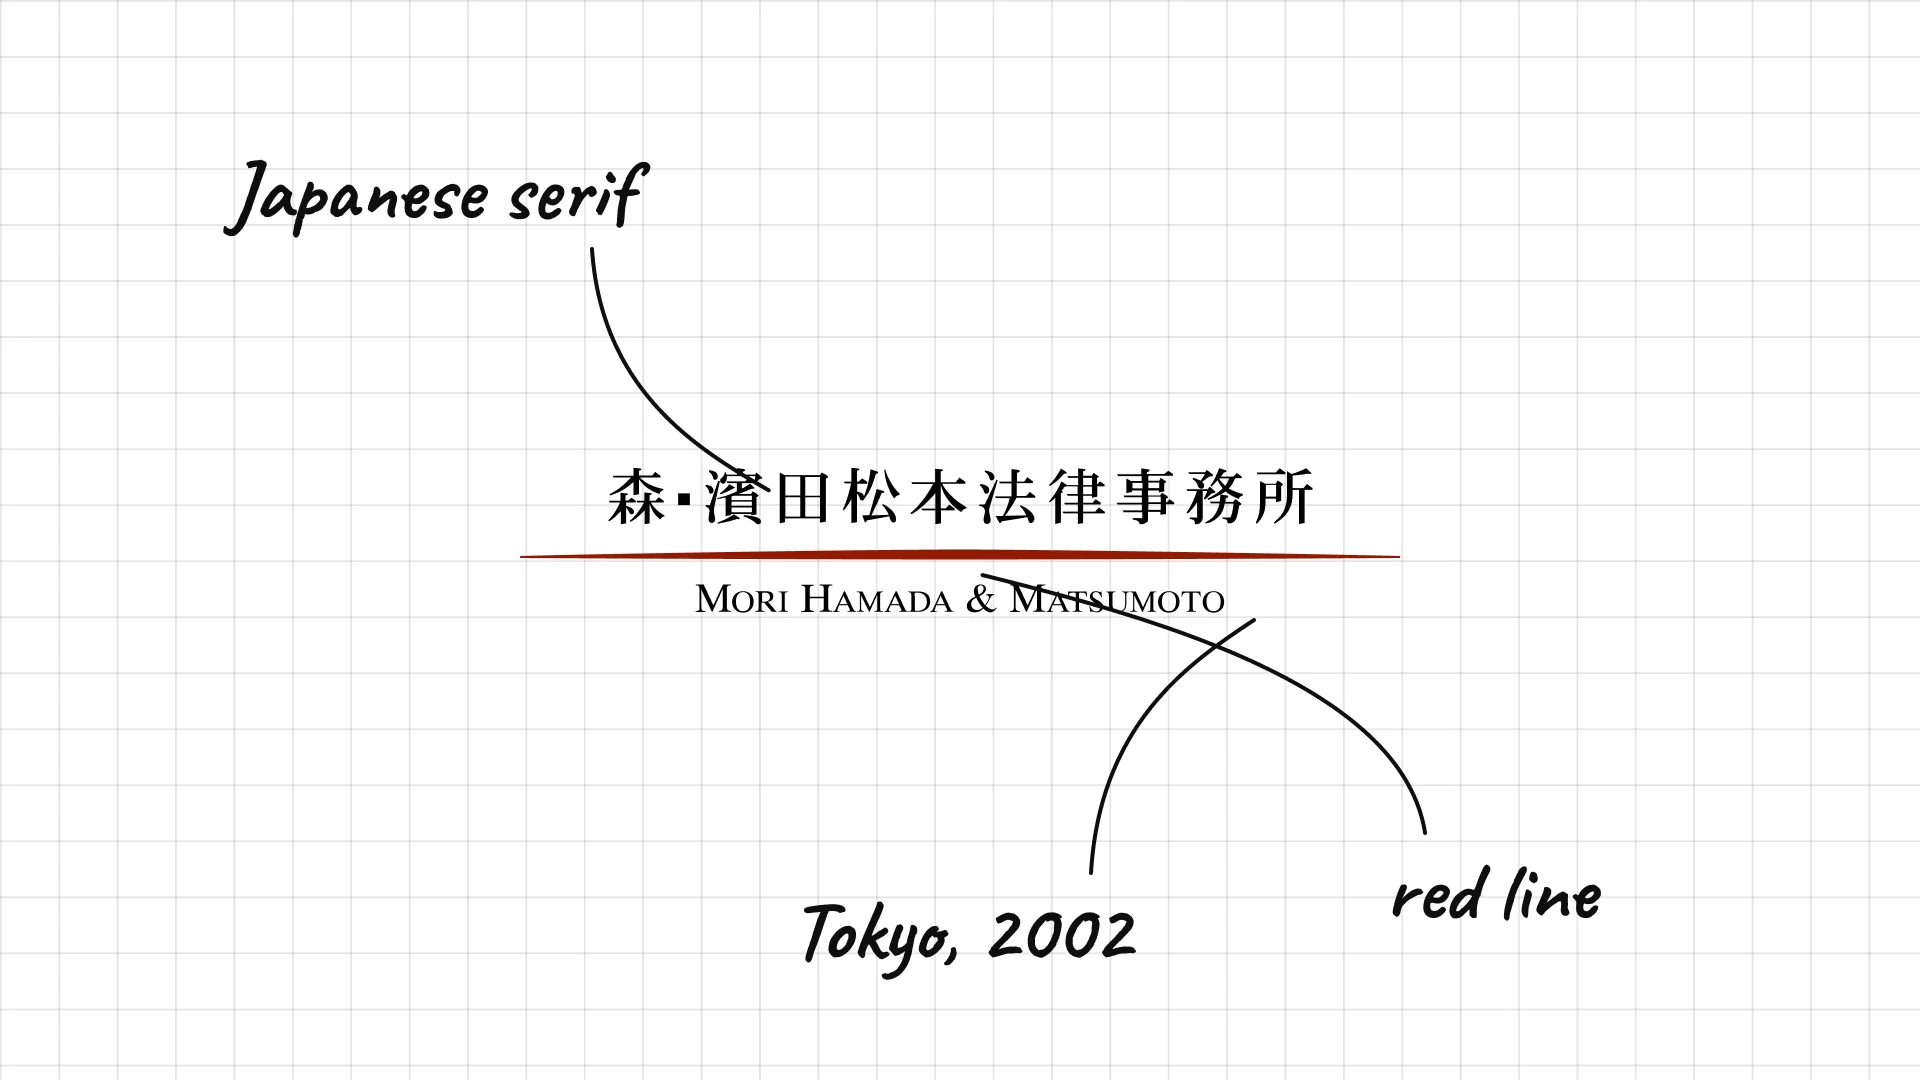 Japanese serif
森･濱田松本法律事務所
Mori Hamada & Matsumoto
red line
Tokyo, 2002